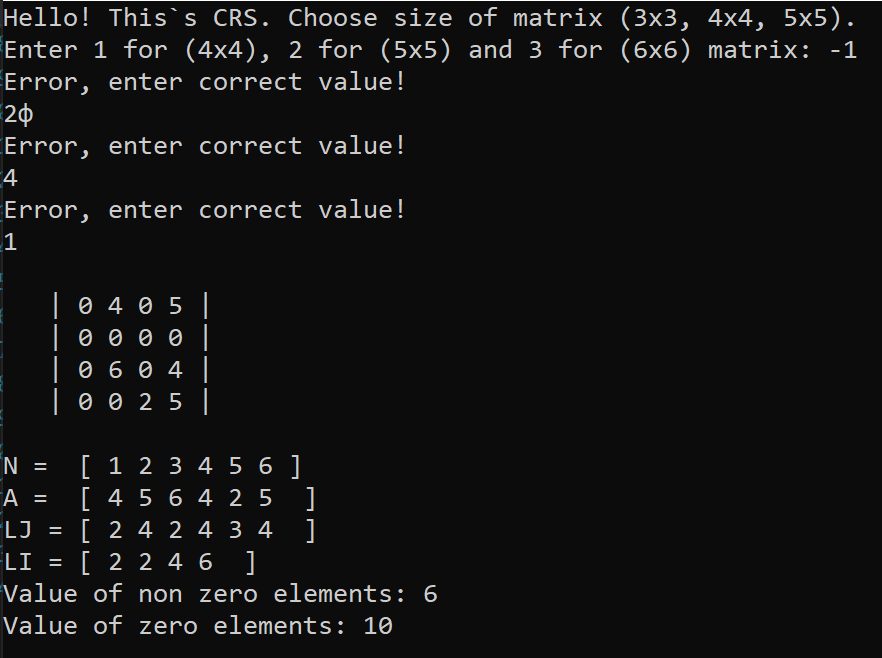 Hello! This`s CRS. Choose size of matrix (3x3, 4x4, 5x5).
Enter 1 for (4x4), 2 for (5x5) and 3 for (6x6) matrix: -1
Error, enter correct value!
2ф
Error, enter correct value!
4
Error, enter correct value!
1
| 0 4 0 5 |
| 0 0 0 0 |
| 0 6 0 4 |
| 0 0 2 5 |
N =  [ 1 2 3 4 5 6 ]
A =  [ 4 5 6 4 2 5  ]
LJ = [ 2 4 2 4 3 4  ]
LI = [ 2 2 4 6  ]
Value of non zero elements: 6
Value of zero elements: 10